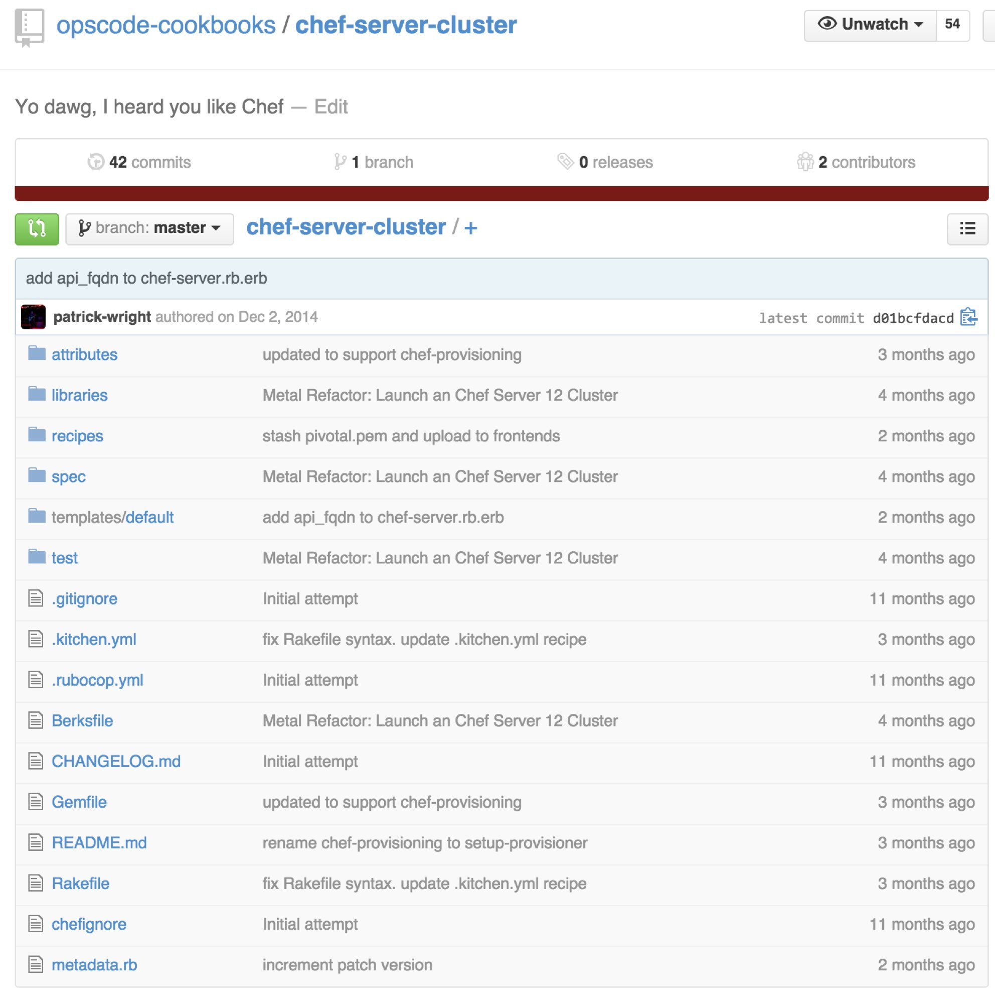 opscode-cookbooks / chef-server-cluster
Unwatch 54
Yo dawg, I heard you like Chef — Edit
42 commits 1 branch 0 releases 2 contributors
branch: master chef-server-cluster / +
add api_fqdn to chef-server.rb.erb
patrick-wright authored on Dec 2, 2014 latest commit d01bcfdacd
attributes updated to support chef-provisioning 3 months ago
libraries Metal Refactor: Launch an Chef Server 12 Cluster 4 months ago
recipes stash pivotal.pem and upload to frontends 2 months ago
spec Metal Refactor: Launch an Chef Server 12 Cluster 4 months ago
templates/default add api_fqdn to chef-server.rb.erb 2 months ago
test Metal Refactor: Launch an Chef Server 12 Cluster 4 months ago
.gitignore Initial attempt 11 months ago
.kitchen.yml fix Rakefile syntax. update .kitchen.yml recipe 3 months ago
.rubocop.yml Initial attempt 11 months ago
Berksfile Metal Refactor: Launch an Chef Server 12 Cluster 4 months ago
CHANGELOG.md Initial attempt 11 months ago
Gemfile updated to support chef-provisioning 3 months ago
README.md rename chef-provisioning to setup-provisioner 3 months ago
Rakefile fix Rakefile syntax. update .kitchen.yml recipe 3 months ago
chefignore Initial attempt 11 months ago
metadata.rb increment patch version 2 months ago